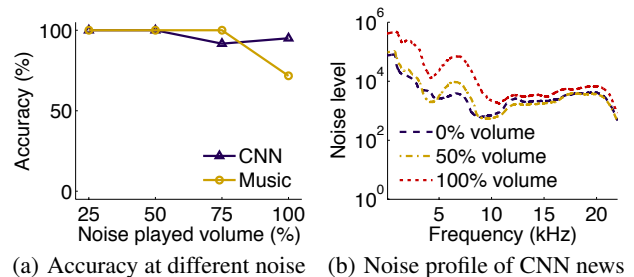 100
50
0
Accuracy (%)
CNN
Music
25 50 75 100
Noise played volume (%)
(a) Accuracy at different noise
10^6
10^4
10^2
10^0
Noise level
0% volume
50% volume
100% volume
5 10 15 20
Frequency (kHz)
(b) Noise profile of CNN news